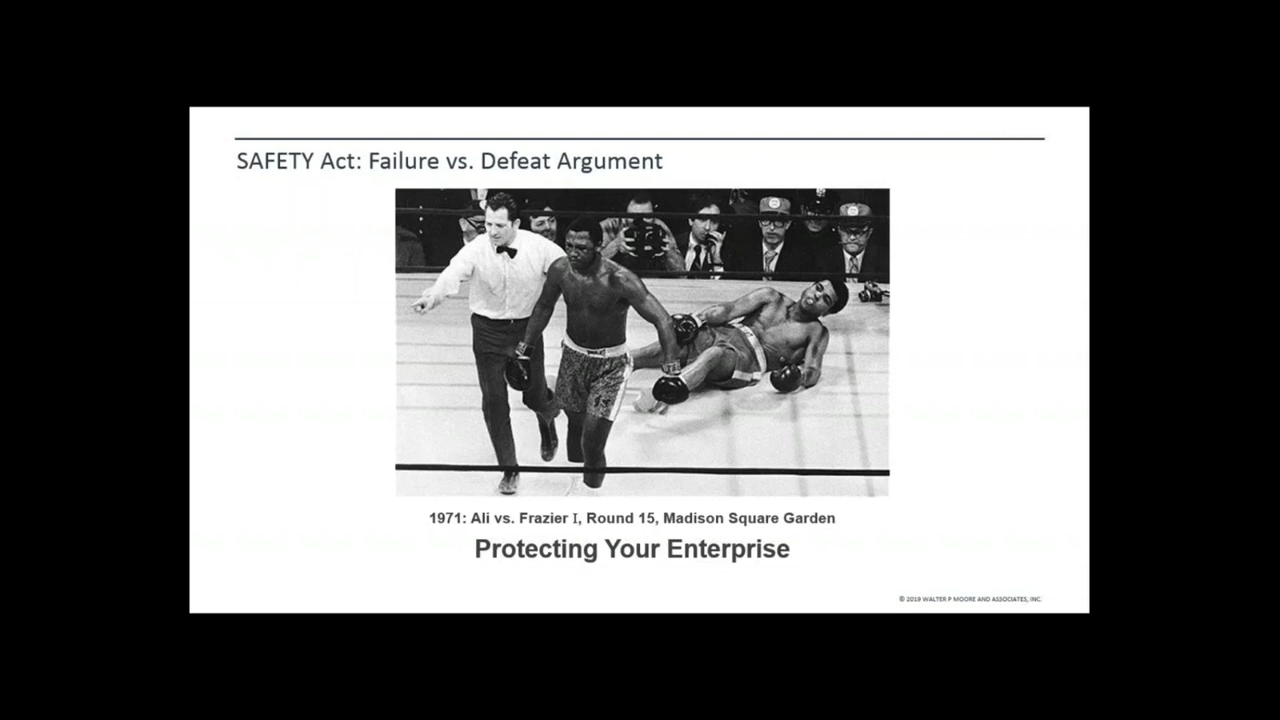 SAFETY Act: Failure vs. Defeat Argument
1971: Ali vs. Frazier I, Round 15, Madison Square Garden
Protecting Your Enterprise
© 2019 WALTER P MOORE AND ASSOCIATES, INC.